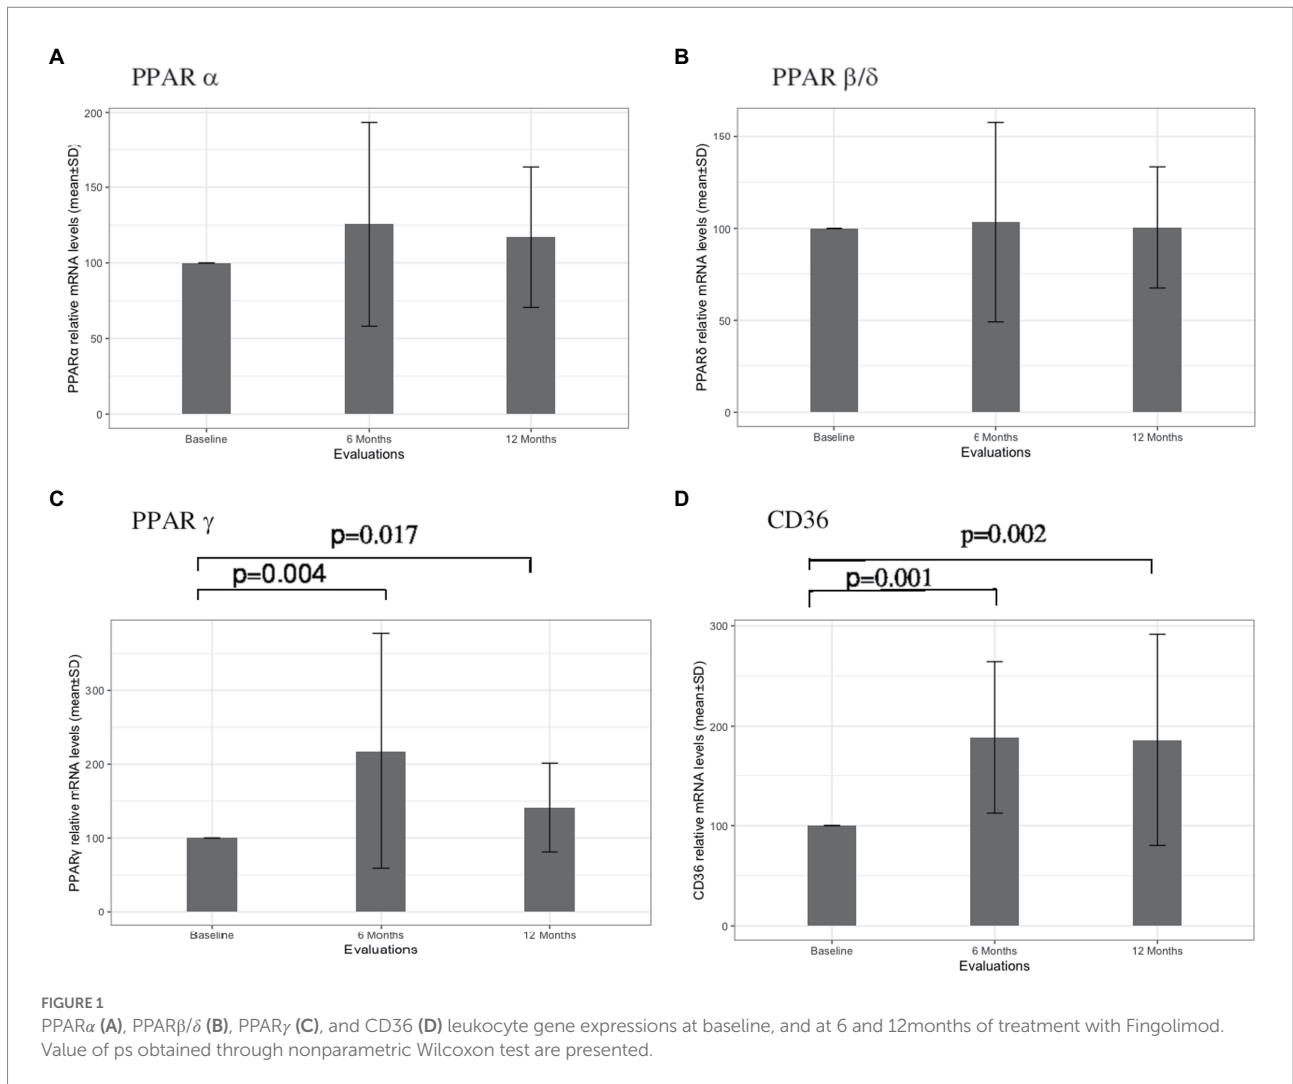 A
PPAR α
PPARα relative mRNA levels (mean±SD)
200
150
100
50
0
Baseline
6 Months
12 Months
Evaluations
B
PPAR β/δ
PPARδ relative mRNA levels (mean±SD)
150
100
50
0
Baseline
6 Months
12 Months
Evaluations
C
PPAR γ
p=0.017
p=0.004
PPARγ relative mRNA levels (mean±SD)
300
200
100
0
Baseline
6 Months
12 Months
Evaluations
D
CD36
p=0.002
p=0.001
CD36 relative mRNA levels (mean±SD)
300
200
100
0
Baseline
6 Months
12 Months
Evaluations
FIGURE 1
PPARα (A), PPARβ/δ (B), PPARγ (C), and CD36 (D) leukocyte gene expressions at baseline, and at 6 and 12months of treatment with Fingolimod.
Value of ps obtained through nonparametric Wilcoxon test are presented.